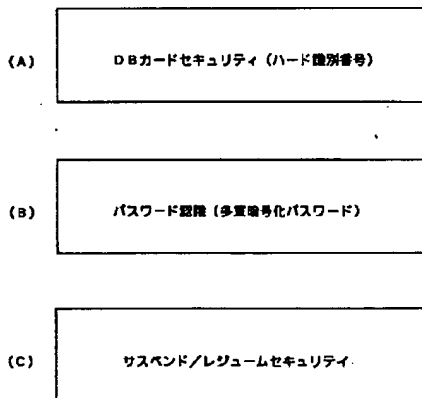 (A)
DBカードセキュリティ(ハード識別番号)
(B)
パスワード認識(多重暗号化パスワード)
(C)
サスペンド/レジュームセキュリティ